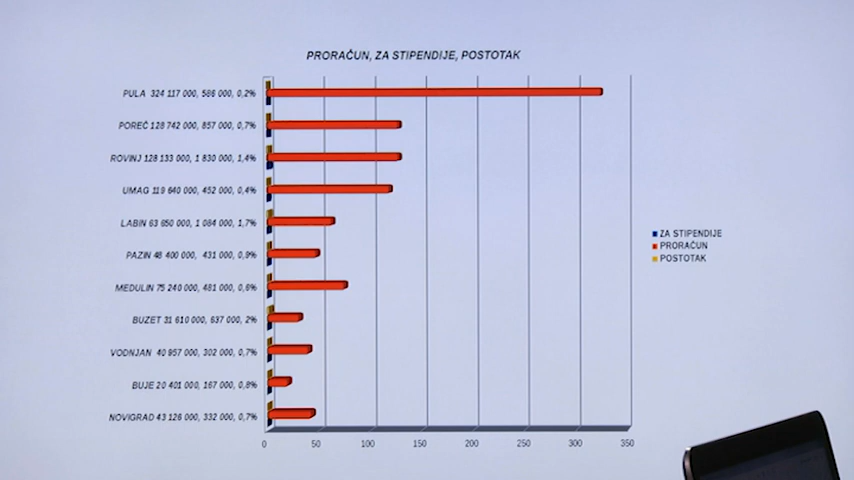 PRORAČUN, ZA STIPENDIJE, POSTOTAK
PULA 324 117 000, 586 000, 0,2%
POREČ 128 742 000, 857 000, 0,7%
ROVINJ 128 133 000, 1 830 000, 1,4%
UMAG 119 640 000, 452 000, 0,4%
LABIN 63 650 000, 1 084 000, 1,7%
PAZIN 48 400 000, 431 000, 0,9%
MEDULIN 75 240 000, 481 000, 0,6%
BUZET 31 610 000, 637 000, 2%
VODNJAN 40 957 000, 302 000, 0,7%
BUJE 20 401 000, 167 000, 0,8%
NOVIGRAD 43 126 000, 332 000, 0,7%
0 50 100 150 200 250 300 350
ZA STIPENDIJE
PRORAČUN
POSTOTAK